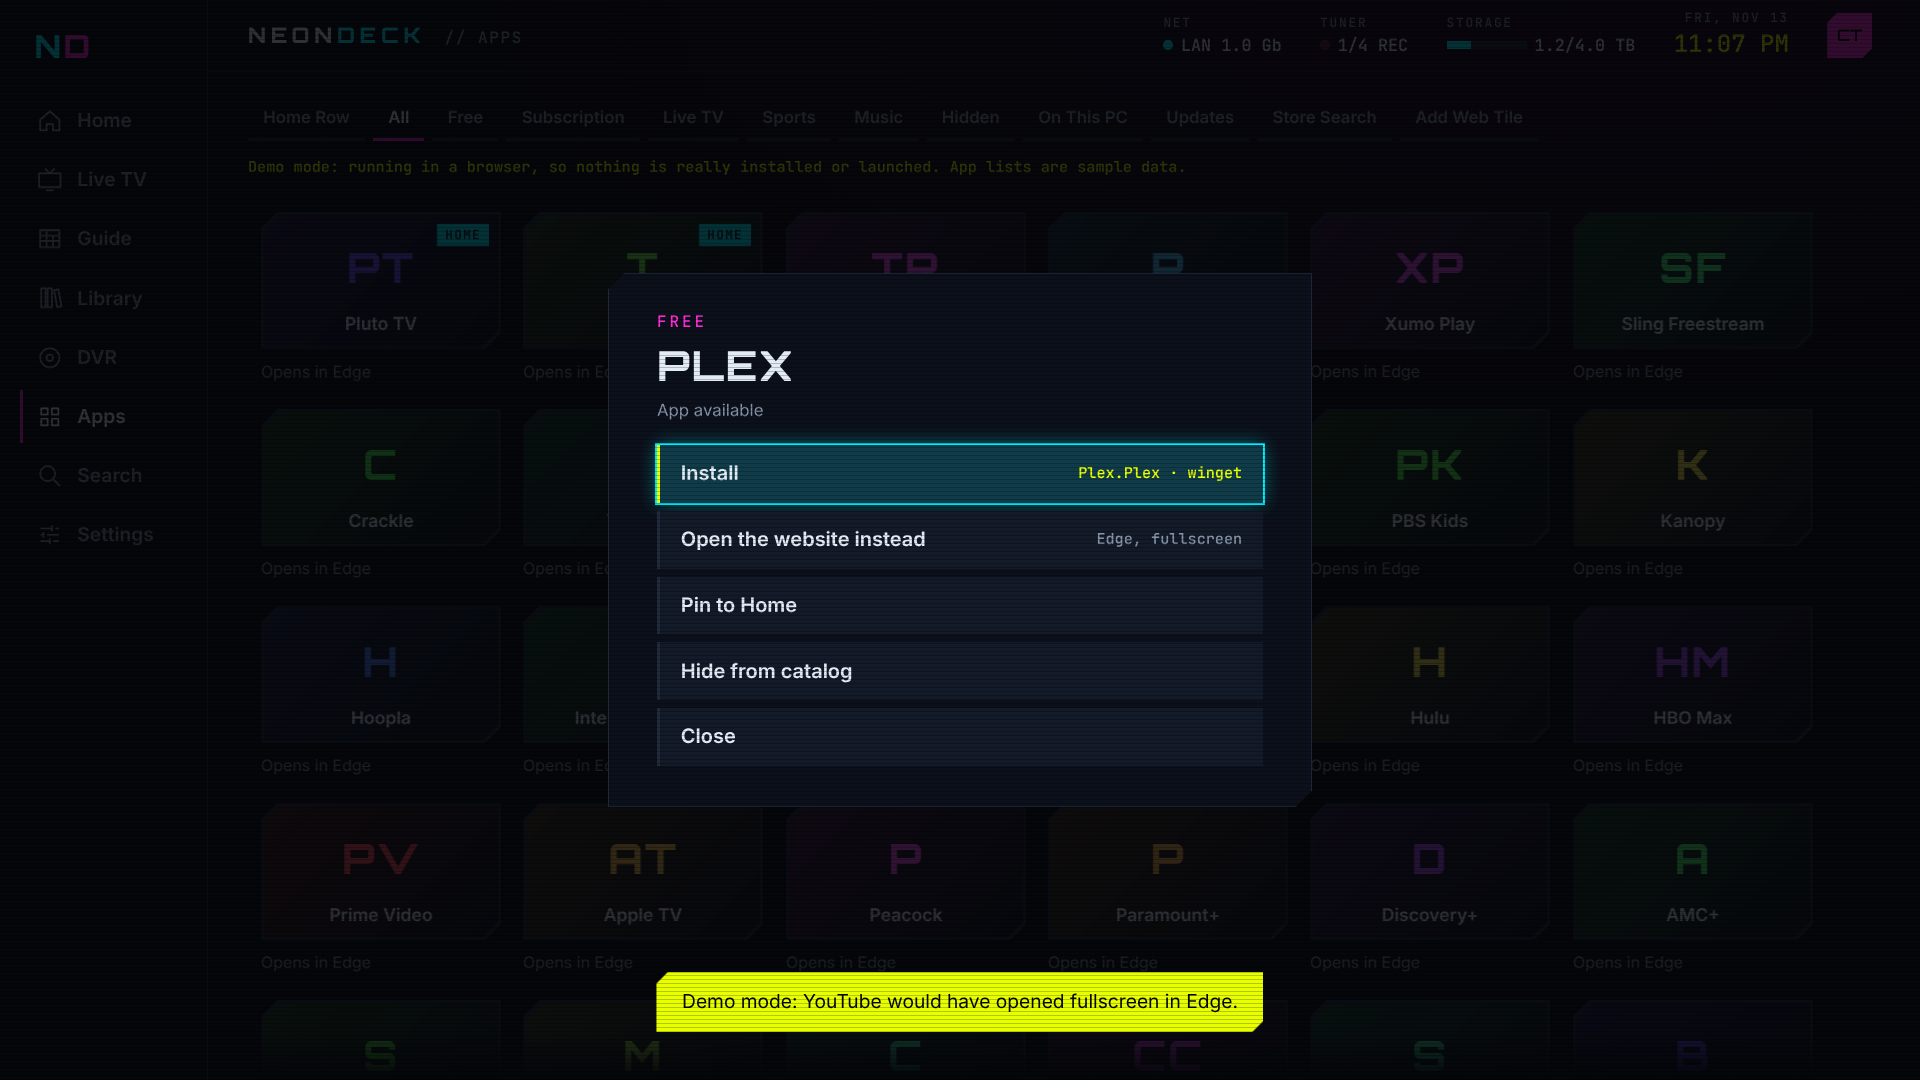 ND
NEONDECK // APPS
NET
LAN 1.0 Gb
TUNER
1/4 REC
STORAGE
1.2/4.0 TB
FRI, NOV 13
11:07 PM
CT
Home
Live TV
Guide
Library
DVR
Apps
Search
Settings
Home Row All Free Subscription Live TV Sports Music Hidden On This PC Updates Store Search Add Web Tile
Demo mode: running in a browser, so nothing is really installed or launched. App lists are sample data.
HOME
PT
Pluto TV
Opens in Edge
HOME
XP
Xumo Play
Opens in Edge
SF
Sling Freestream
Opens in Edge
C
Crackle
Opens in Edge
PK
PBS Kids
Opens in Edge
K
Kanopy
Opens in Edge
H
Hoopla
Opens in Edge
H
Hulu
Opens in Edge
HM
HBO Max
Opens in Edge
FREE
PLEX
App available
Install Plex.Plex · winget
Open the website instead Edge, fullscreen
Pin to Home
Hide from catalog
Close
PV
Prime Video
Opens in Edge
AT
Apple TV
Opens in Edge
P
Peacock
Opens in Edge
P
Paramount+
Opens in Edge
D
Discovery+
Opens in Edge
A
AMC+
Opens in Edge
Demo mode: YouTube would have opened fullscreen in Edge.
S M C CC S B